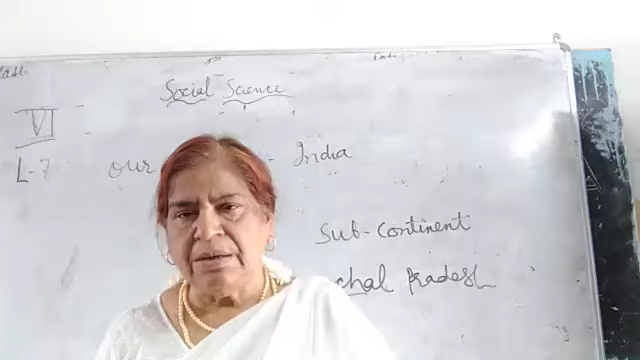 Social Science
VI
L-7 our - India
Sub-Continent
chal Pradesh